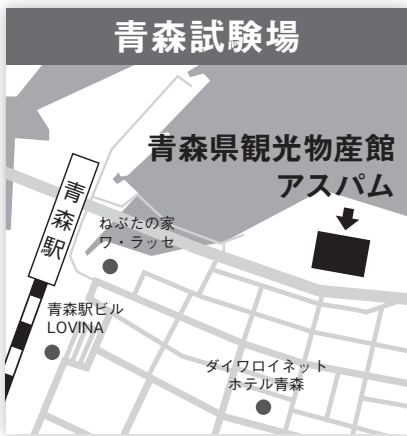 青森試験場
青森県観光物産館
アスパム
青森駅
ねぶたの家
ワ・ラッセ
青森駅ビル
LOVINA
ダイワロイネット
ホテル青森